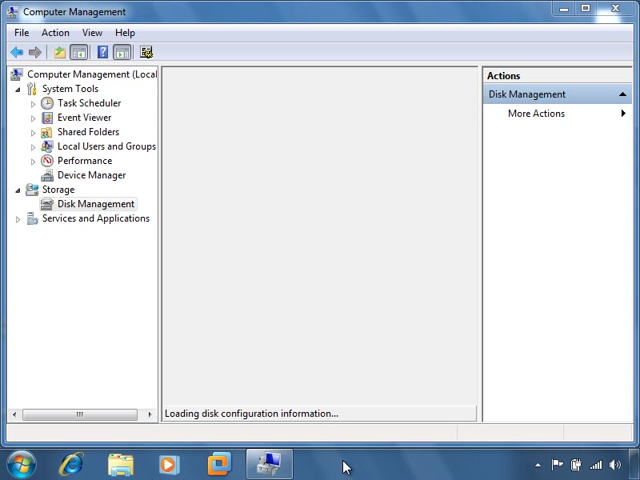 Computer Management
File Action View Help
Computer Management (Local
System Tools
Task Scheduler
Event Viewer
Shared Folders
Local Users and Groups
Performance
Device Manager
Storage
Disk Management
Services and Applications
Loading disk configuration information...
Actions
Disk Management
More Actions